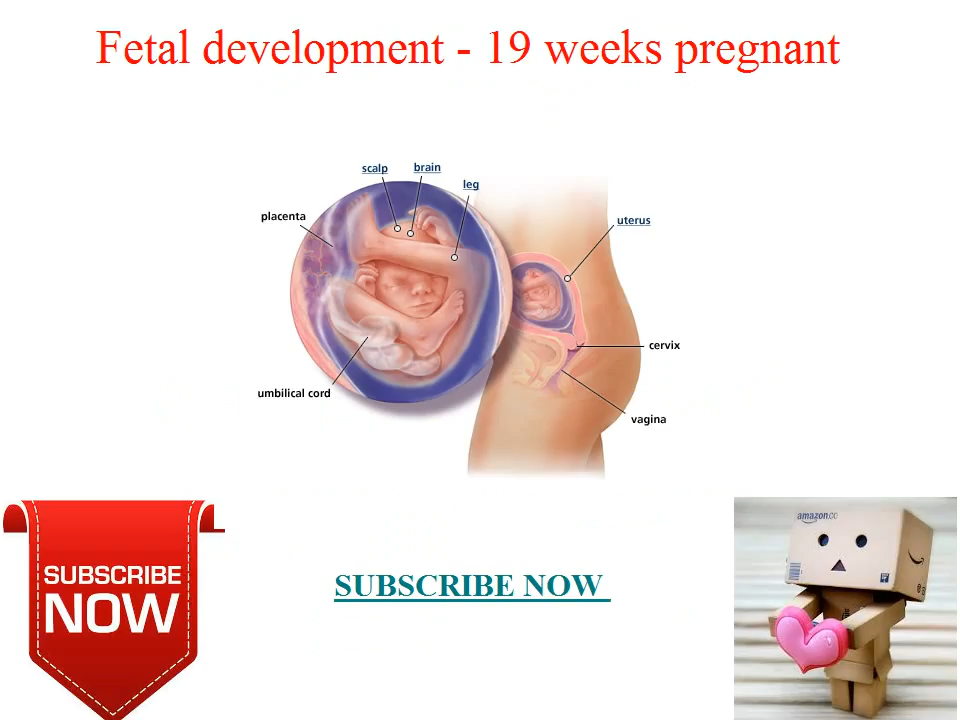 Fetal development - 19 weeks pregnant
scalp
brain
leg
placenta
uterus
cervix
umbilical cord
vagina
SUBSCRIBE
NOW
SUBSCRIBE NOW
amazon.co